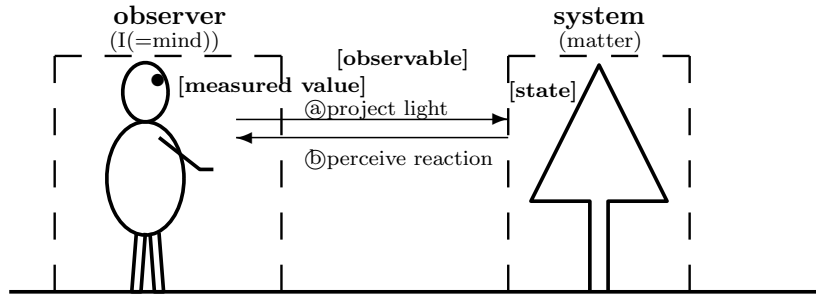 observer
system
(I(=mind))
(matter)
[observable]
[measured value]
[state]
ⓐproject light
ⓑperceive reaction